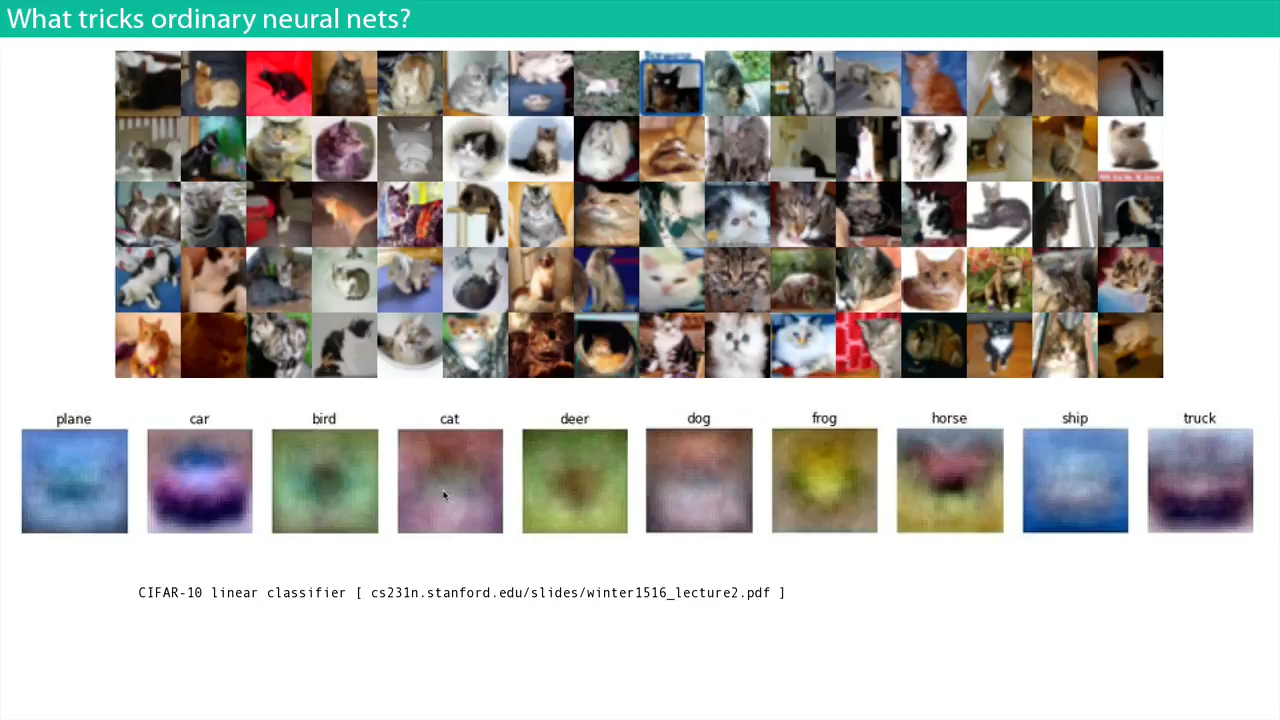 What tricks ordinary neural nets?
plane car bird cat deer dog frog horse ship truck
CIFAR-10 linear classifier [ cs231n.stanford.edu/slides/winter1516_lecture2.pdf ]